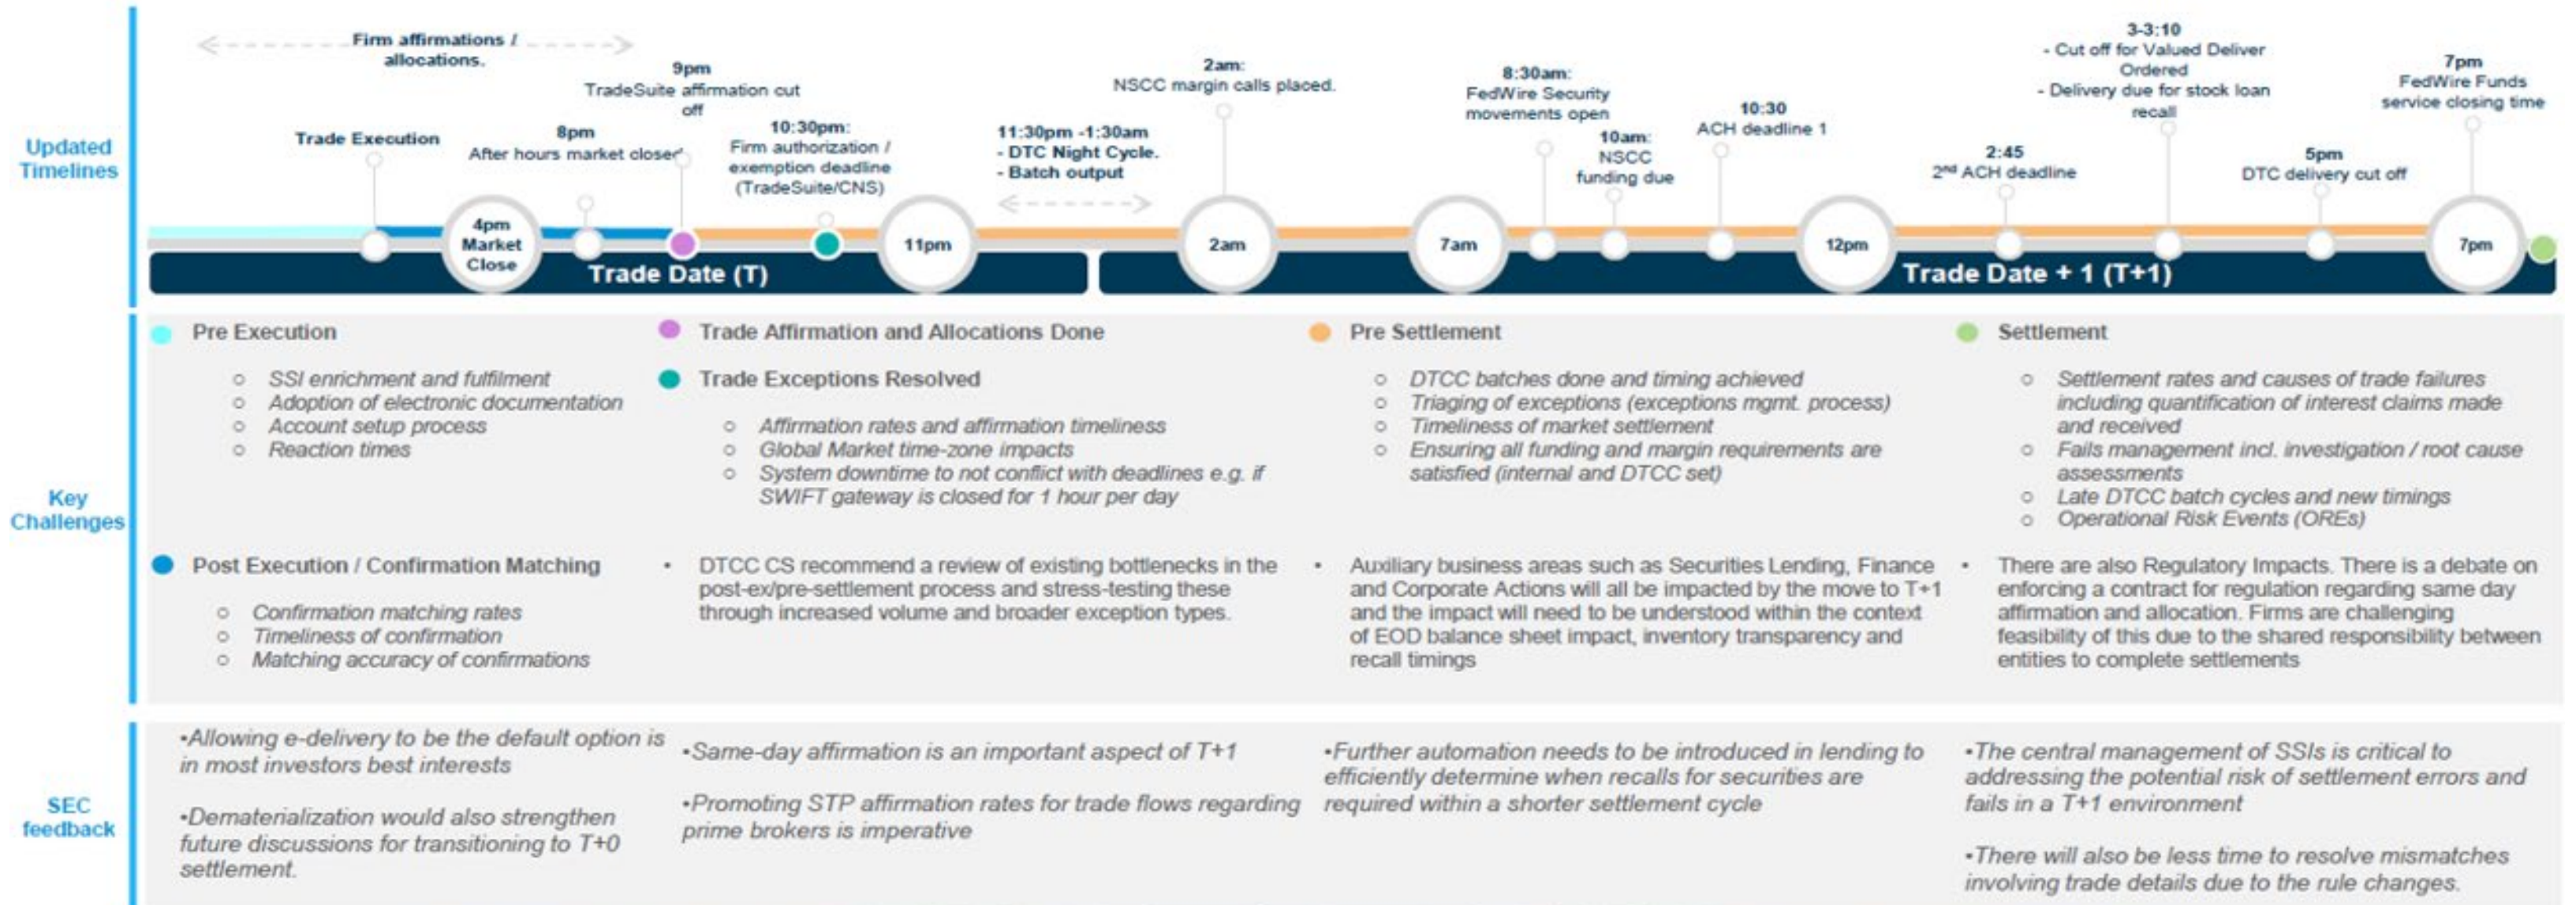 Updated
Timelines
Firm affirmations /
allocations.
Trade Execution
4pm
Market
Close
8pm
After hours market closed
9pm
TradeSuite affirmation cut
off
10:30pm:
Firm authorization /
exemption deadline
(TradeSuite/CNS)
11pm
11:30pm -1:30am
- DTC Night Cycle.
- Batch output
2am:
NSCC margin calls placed.
2am
7am
8:30am:
FedWire Security
movements open
10am:
NSCC
funding due
10:30
ACH deadline 1
12pm
2:45
2nd ACH deadline
3-3:10
- Cut off for Valued Deliver
Ordered
- Delivery due for stock loan
recall
5pm
DTC delivery cut off
7pm
FedWire Funds
service closing time
7pm
Trade Date (T)
Trade Date + 1 (T+1)
Key
Challenges
Pre Execution
○ SSI enrichment and fulfilment
○ Adoption of electronic documentation
○ Account setup process
○ Reaction times
Post Execution / Confirmation Matching
○ Confirmation matching rates
○ Timeliness of confirmation
○ Matching accuracy of confirmations
Trade Affirmation and Allocations Done
Trade Exceptions Resolved
○ Affirmation rates and affirmation timeliness
○ Global Market time-zone impacts
○ System downtime to not conflict with deadlines e.g. if
SWIFT gateway is closed for 1 hour per day
• DTCC CS recommend a review of existing bottlenecks in the
post-ex/pre-settlement process and stress-testing these
through increased volume and broader exception types.
Pre Settlement
○ DTCC batches done and timing achieved
○ Triaging of exceptions (exceptions mgmt. process)
○ Timeliness of market settlement
○ Ensuring all funding and margin requirements are
satisfied (internal and DTCC set)
• Auxiliary business areas such as Securities Lending, Finance
and Corporate Actions will all be impacted by the move to T+1
and the impact will need to be understood within the context
of EOD balance sheet impact, inventory transparency and
recall timings
Settlement
○ Settlement rates and causes of trade failures
including quantification of interest claims made
and received
○ Fails management incl. investigation / root cause
assessments
○ Late DTCC batch cycles and new timings
○ Operational Risk Events (OREs)
• There are also Regulatory Impacts. There is a debate on
enforcing a contract for regulation regarding same day
affirmation and allocation. Firms are challenging
feasibility of this due to the shared responsibility between
entities to complete settlements
SEC
feedback
•Allowing e-delivery to be the default option is
in most investors best interests
•Dematerialization would also strengthen
future discussions for transitioning to T+0
settlement.
•Same-day affirmation is an important aspect of T+1
•Promoting STP affirmation rates for trade flows regarding
prime brokers is imperative
•Further automation needs to be introduced in lending to
efficiently determine when recalls for securities are
required within a shorter settlement cycle
•The central management of SSIs is critical to
addressing the potential risk of settlement errors and
fails in a T+1 environment
•There will also be less time to resolve mismatches
involving trade details due to the rule changes.